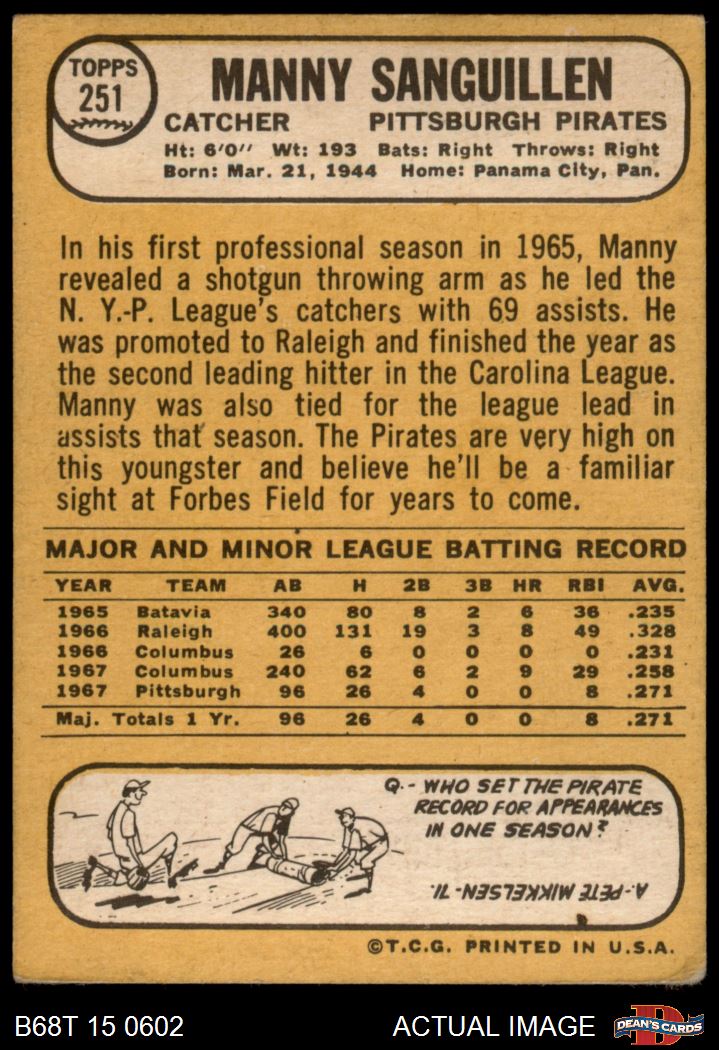 TOPPS
251
MANNY SANGUILLEN
CATCHER PITTSBURGH PIRATES
Ht: 6'0" Wt: 193 Bats: Right Throws: Right
Born: Mar. 21, 1944 Home: Panama City, Pan.
In his first professional season in 1965, Manny
revealed a shotgun throwing arm as he led the
N. Y.-P. League's catchers with 69 assists. He
was promoted to Raleigh and finished the year as
the second leading hitter in the Carolina League.
Manny was also tied for the league lead in
assists that season. The Pirates are very high on
this youngster and believe he'll be a familiar
sight at Forbes Field for years to come.
MAJOR AND MINOR LEAGUE BATTING RECORD
YEAR TEAM AB H 2B 3B HR RBI AVG.
1965 Batavia 340 80 8 2 6 36 .235
1966 Raleigh 400 131 19 3 8 49 .328
1966 Columbus 26 6 0 0 0 0 .231
1967 Columbus 240 62 6 2 9 29 .258
1967 Pittsburgh 96 26 4 0 0 8 .271
Maj. Totals 1 Yr. 96 26 4 0 0 8 .271
Q.- WHO SET THE PIRATE
RECORD FOR APPEARANCES
IN ONE SEASON?
A.- PETE MIKKELSEN - 71.
©T.C.G. PRINTED IN U.S.A.
B68T 15 0602 ACTUAL IMAGE
DEAN'S CARDS